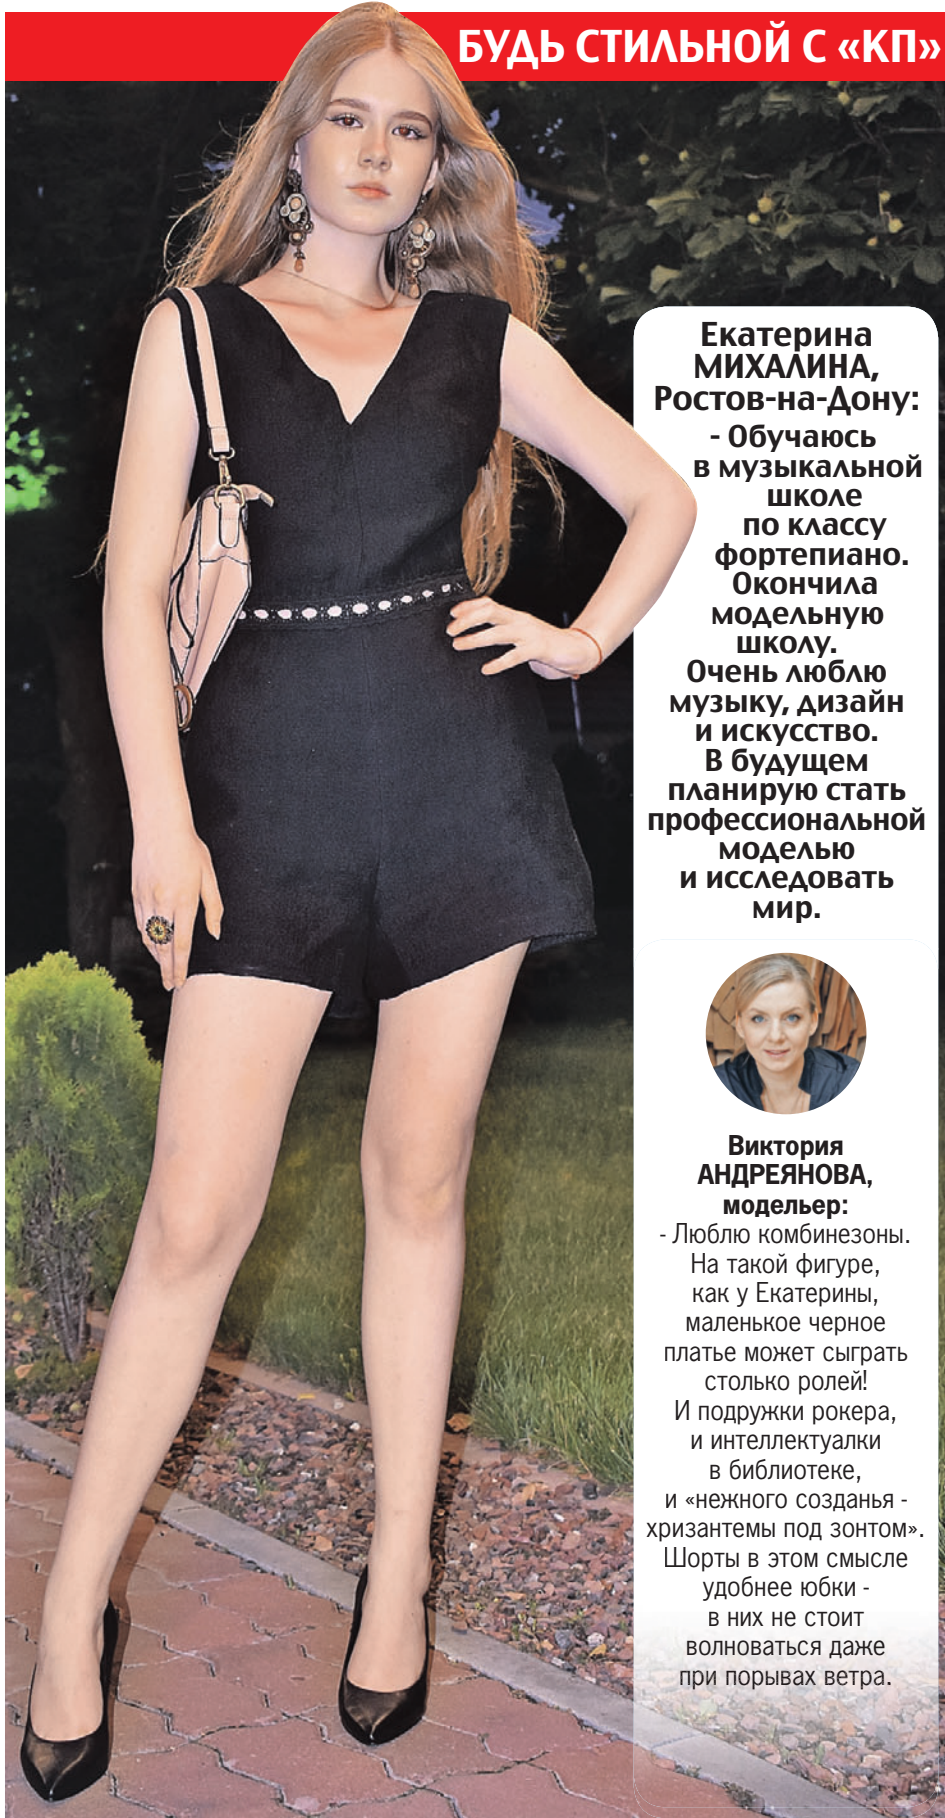 БУДЬ СТИЛЬНОЙ С «КП»
Екатерина
МИХАЛИНА,
Ростов-на-Дону:
- Обучаюсь
в музыкальной
школе
по классу
фортепиано.
Окончила
модельную
школу.
Очень люблю
музыку, дизайн
и искусство.
В будущем
планирую стать
профессиональной
моделью
и исследовать
мир.
Виктория
АНДРЕЯНОВА,
модельер:
- Люблю комбинезоны.
На такой фигуре,
как у Екатерины,
маленькое черное
платье может сыграть
столько ролей!
И подружки рокера,
и интеллектуалки
в библиотеке,
и «нежного созданья -
хризантемы под зонтом».
Шорты в этом смысле
удобнее юбки -
в них не стоит
волноваться даже
при порывах ветра.